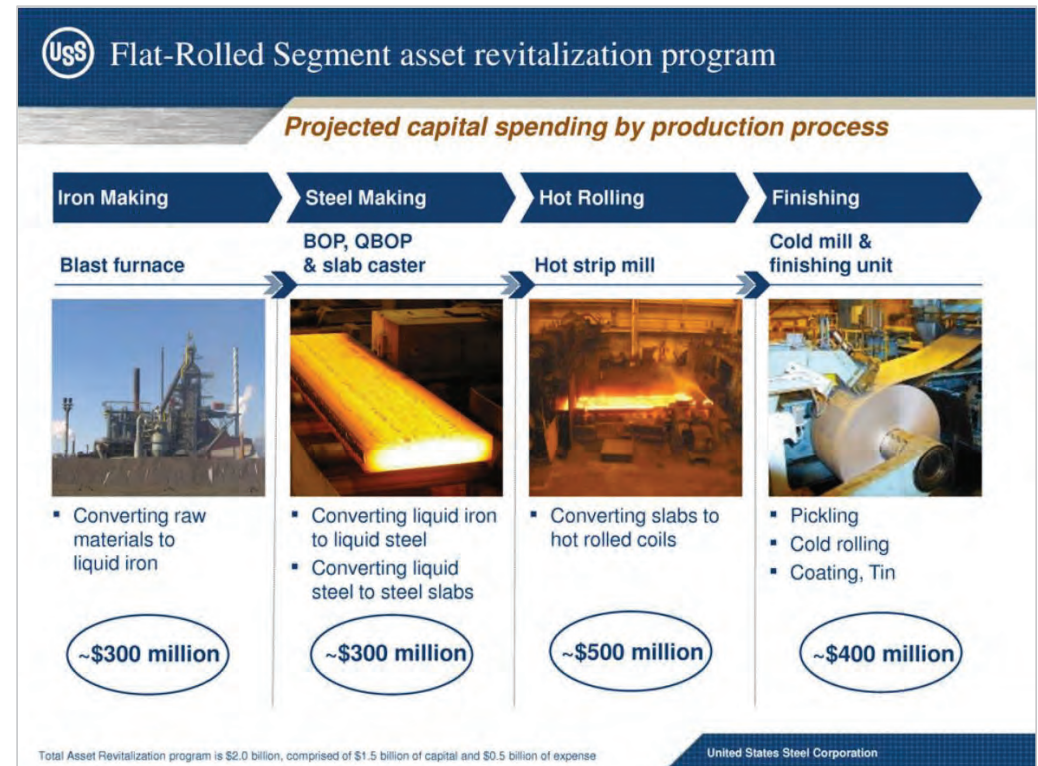 USS Flat-Rolled Segment asset revitalization program
Projected capital spending by production process
Iron Making
Steel Making
Hot Rolling
Finishing
Blast furnace
BOP, QBOP
& slab caster
Hot strip mill
Cold mill &
finishing unit
▪ Converting raw
materials to
liquid iron
▪ Converting liquid iron
to liquid steel
▪ Converting liquid
steel to steel slabs
▪ Converting slabs to
hot rolled coils
▪ Pickling
▪ Cold rolling
▪ Coating, Tin
~$300 million
~$300 million
~$500 million
~$400 million
Total Asset Revitalization program is $2.0 billion, comprised of $1.5 billion of capital and $0.5 billion of expense
United States Steel Corporation